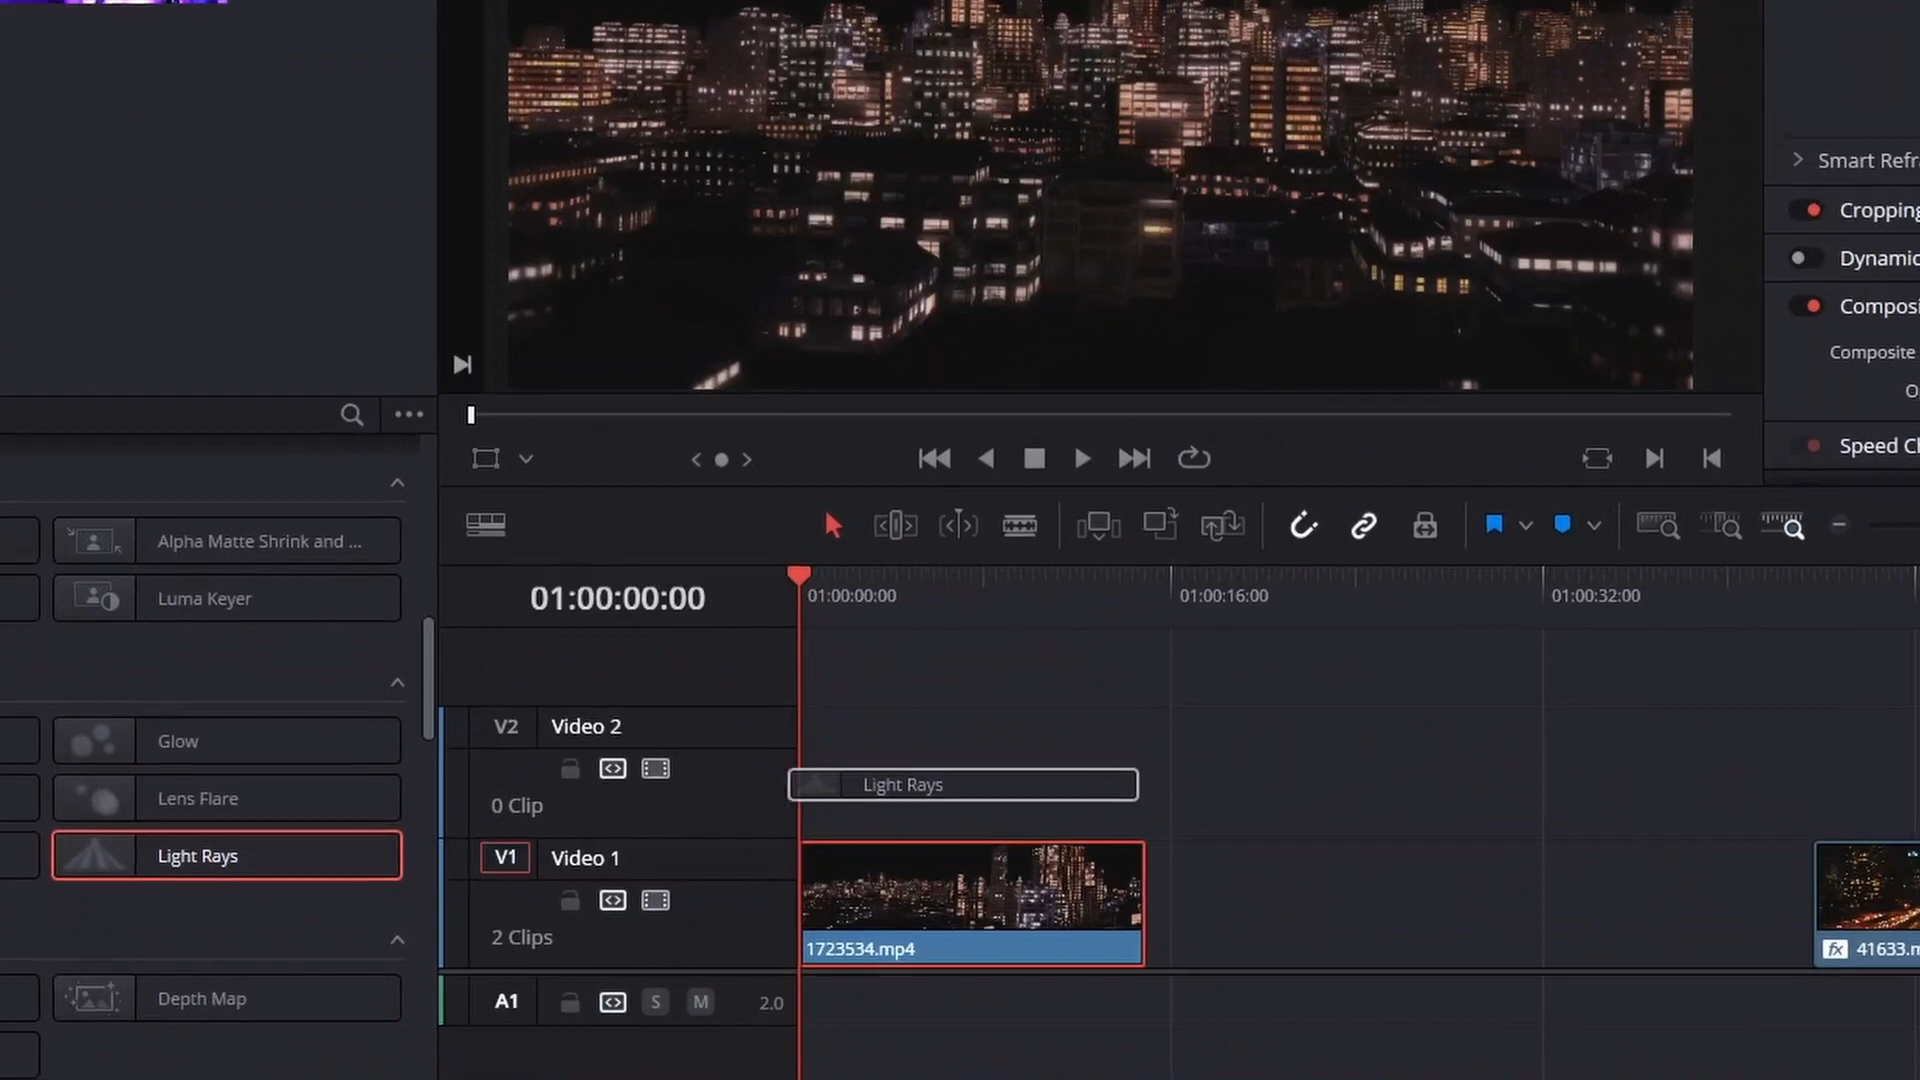 Smart Refr
Cropping
Dynamic
Composi
Composite
O
Speed Ch
Alpha Matte Shrink and ...
Luma Keyer
Glow
Lens Flare
Light Rays
Depth Map
01:00:00:00
01:00:00:00
01:00:16:00
01:00:32:00
V2
Video 2
0 Clip
Light Rays
V1
Video 1
2 Clips
1723534.mp4
fx
41633.m
A1
S
M
2.0